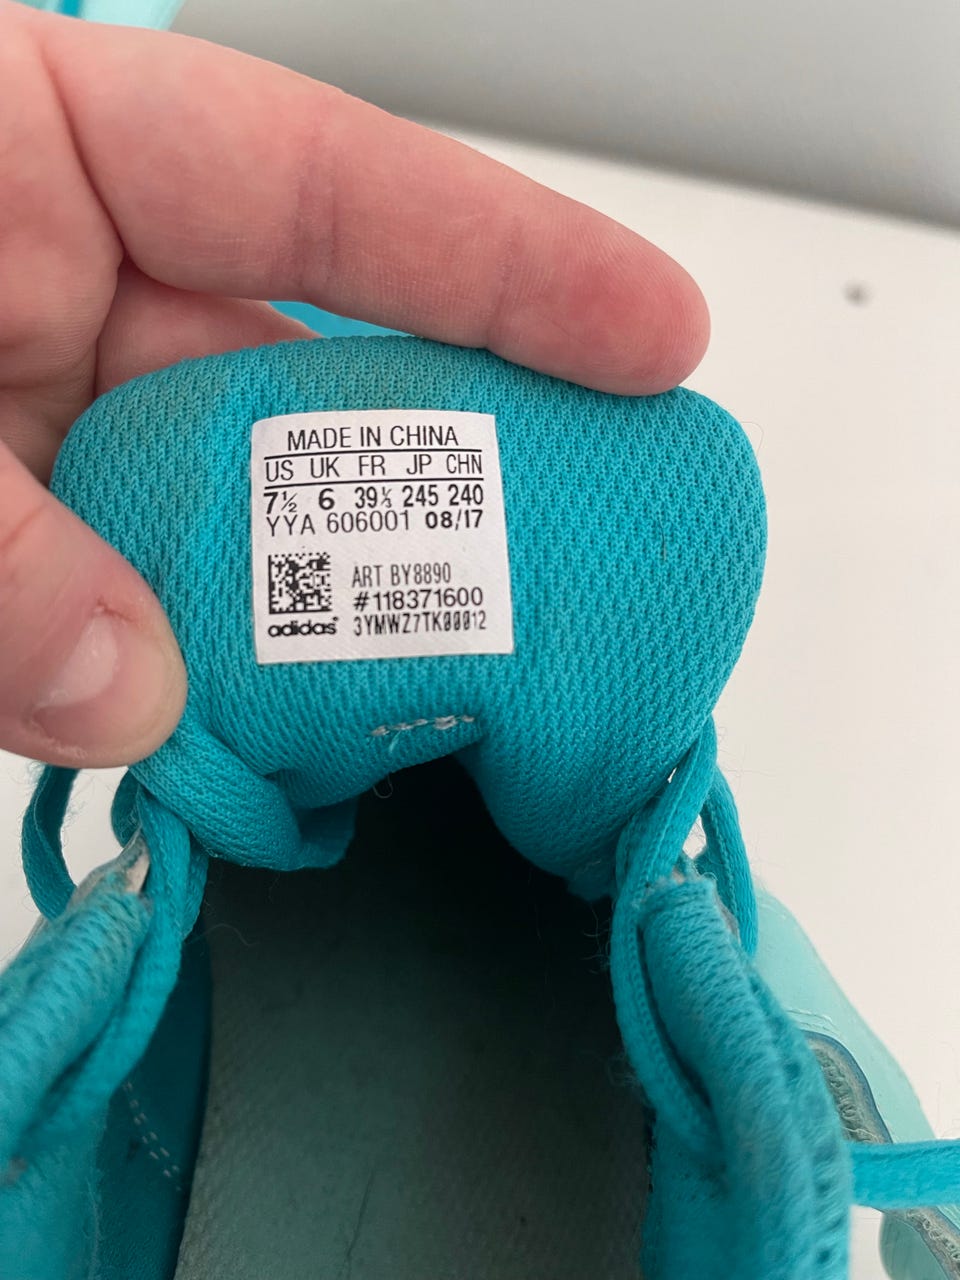 MADE IN CHINA
US UK FR JP CHN
7½ 6 39⅓ 245 240
YYA 606001 08/17
ART BY8890
#118371600
adidas® 3YMWZ7TK00012